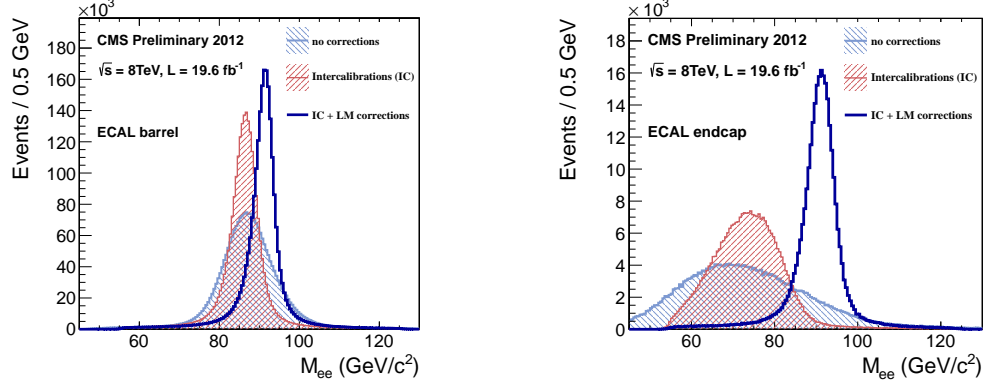 ×10³
Events / 0.5 GeV
CMS Preliminary 2012
√s = 8TeV, L = 19.6 fb⁻¹
ECAL barrel
no corrections
Intercalibrations (IC)
IC + LM corrections
180
160
140
120
100
80
60
40
20
0
60 80 100 120
M_ee (GeV/c²)
×10³
Events / 0.5 GeV
CMS Preliminary 2012
√s = 8TeV, L = 19.6 fb⁻¹
ECAL endcap
no corrections
Intercalibrations (IC)
IC + LM corrections
18
16
14
12
10
8
6
4
2
0
60 80 100 120
M_ee (GeV/c²)